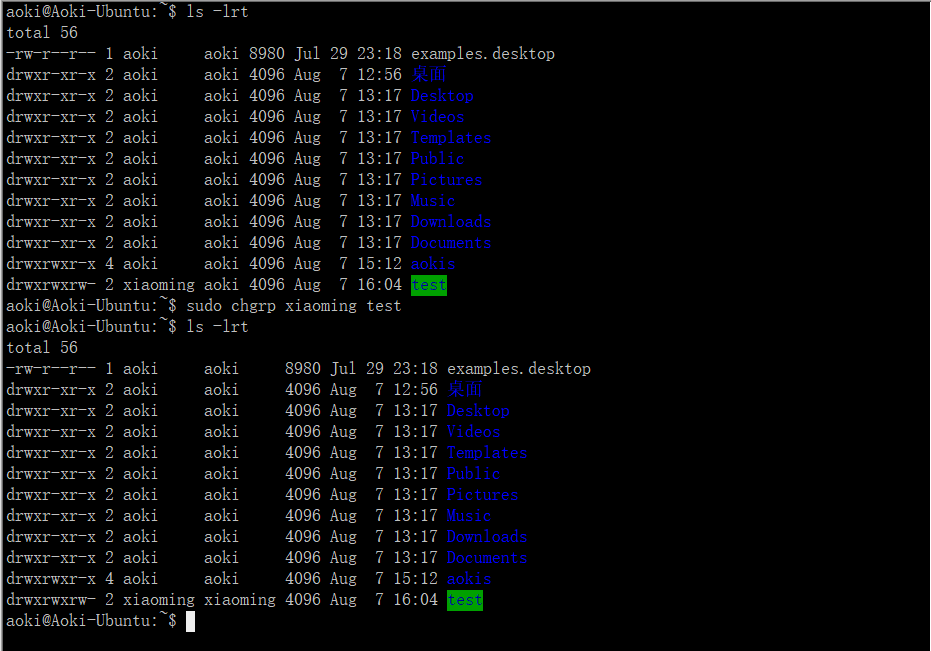 aoki@Aoki-Ubuntu:~$ ls -lrt
total 56
-rw-r--r-- 1 aoki     aoki 8980 Jul 29 23:18 examples.desktop
drwxr-xr-x 2 aoki     aoki 4096 Aug  7 12:56 桌面
drwxr-xr-x 2 aoki     aoki 4096 Aug  7 13:17 Desktop
drwxr-xr-x 2 aoki     aoki 4096 Aug  7 13:17 Videos
drwxr-xr-x 2 aoki     aoki 4096 Aug  7 13:17 Templates
drwxr-xr-x 2 aoki     aoki 4096 Aug  7 13:17 Public
drwxr-xr-x 2 aoki     aoki 4096 Aug  7 13:17 Pictures
drwxr-xr-x 2 aoki     aoki 4096 Aug  7 13:17 Music
drwxr-xr-x 2 aoki     aoki 4096 Aug  7 13:17 Downloads
drwxr-xr-x 2 aoki     aoki 4096 Aug  7 13:17 Documents
drwxrwxr-x 4 aoki     aoki 4096 Aug  7 15:12 aokis
drwxrwxrw- 2 xiaoming aoki 4096 Aug  7 16:04 test
aoki@Aoki-Ubuntu:~$ sudo chgrp xiaoming test
aoki@Aoki-Ubuntu:~$ ls -lrt
total 56
-rw-r--r-- 1 aoki     aoki     8980 Jul 29 23:18 examples.desktop
drwxr-xr-x 2 aoki     aoki     4096 Aug  7 12:56 桌面
drwxr-xr-x 2 aoki     aoki     4096 Aug  7 13:17 Desktop
drwxr-xr-x 2 aoki     aoki     4096 Aug  7 13:17 Videos
drwxr-xr-x 2 aoki     aoki     4096 Aug  7 13:17 Templates
drwxr-xr-x 2 aoki     aoki     4096 Aug  7 13:17 Public
drwxr-xr-x 2 aoki     aoki     4096 Aug  7 13:17 Pictures
drwxr-xr-x 2 aoki     aoki     4096 Aug  7 13:17 Music
drwxr-xr-x 2 aoki     aoki     4096 Aug  7 13:17 Downloads
drwxr-xr-x 2 aoki     aoki     4096 Aug  7 13:17 Documents
drwxrwxr-x 4 aoki     aoki     4096 Aug  7 15:12 aokis
drwxrwxrw- 2 xiaoming xiaoming 4096 Aug  7 16:04 test
aoki@Aoki-Ubuntu:~$